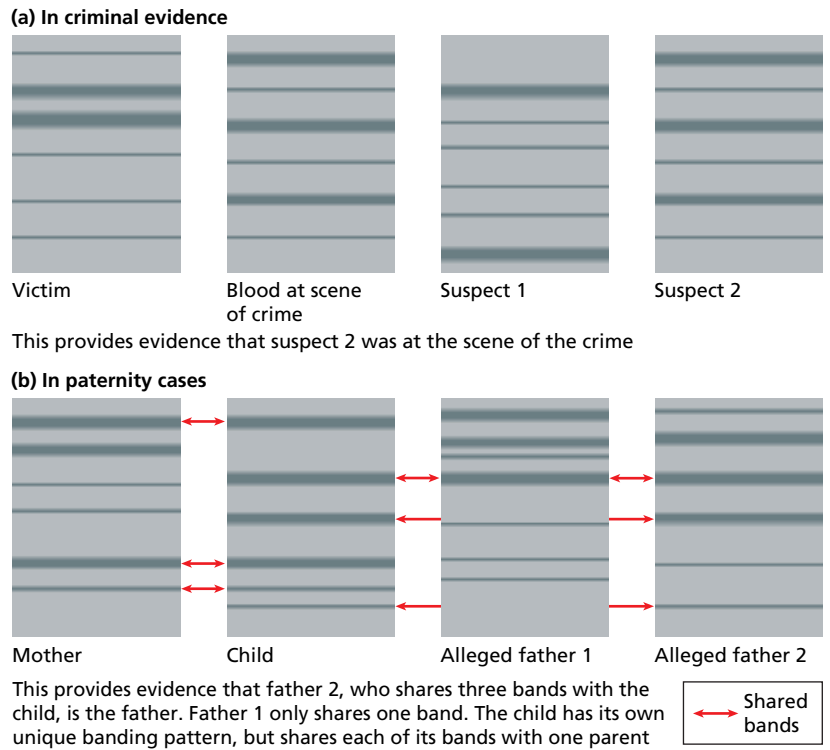 (a) In criminal evidence
Victim
Blood at scene
of crime
Suspect 1
Suspect 2
This provides evidence that suspect 2 was at the scene of the crime
(b) In paternity cases
Mother
Child
Alleged father 1
Alleged father 2
This provides evidence that father 2, who shares three bands with the
child, is the father. Father 1 only shares one band. The child has its own
unique banding pattern, but shares each of its bands with one parent
Shared
bands